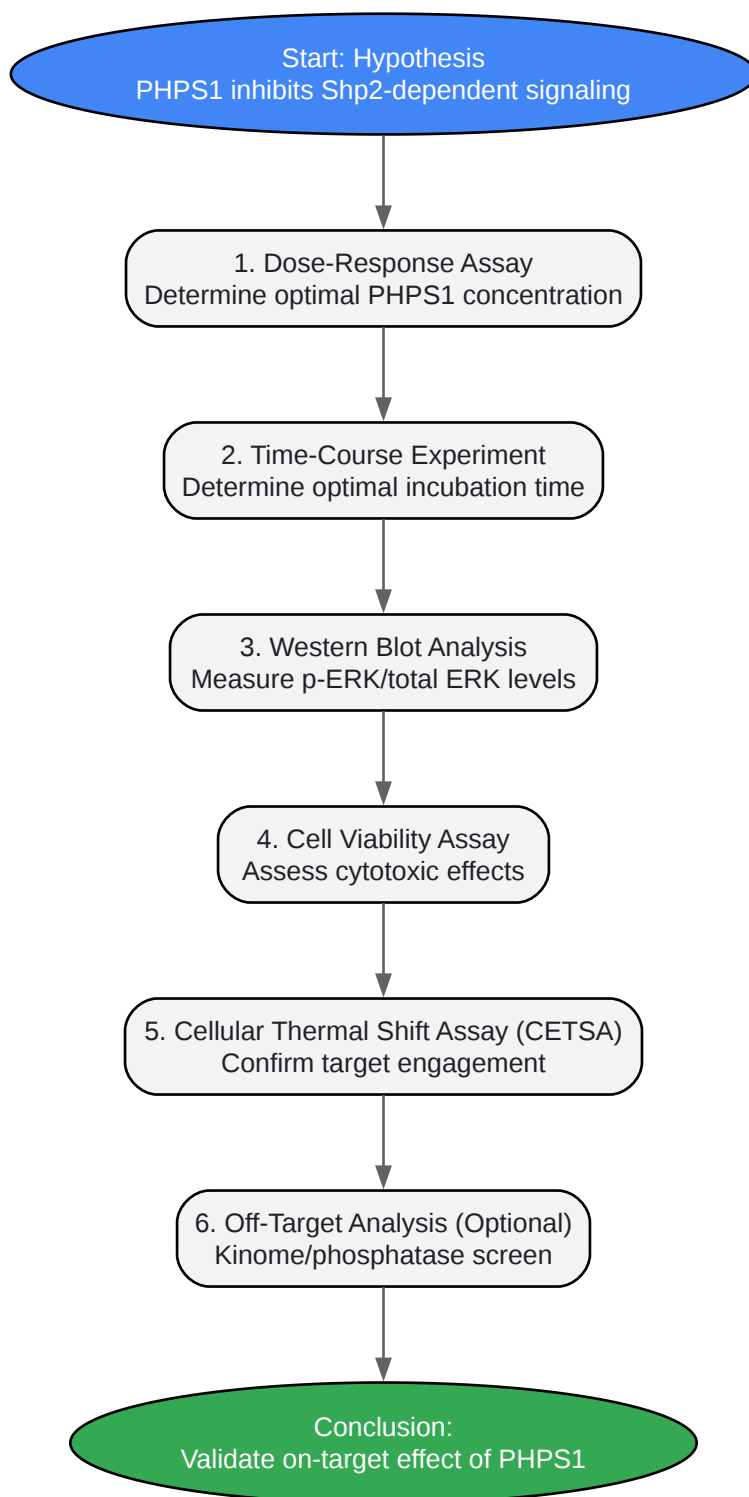 Start: Hypothesis
PHPS1 inhibits Shp2-dependent signaling
1. Dose-Response Assay
Determine optimal PHPS1 concentration
2. Time-Course Experiment
Determine optimal incubation time
3. Western Blot Analysis
Measure p-ERK/total ERK levels
4. Cell Viability Assay
Assess cytotoxic effects
5. Cellular Thermal Shift Assay (CETSA)
Confirm target engagement
6. Off-Target Analysis (Optional)
Kinome/phosphatase screen
Conclusion:
Validate on-target effect of PHPS1